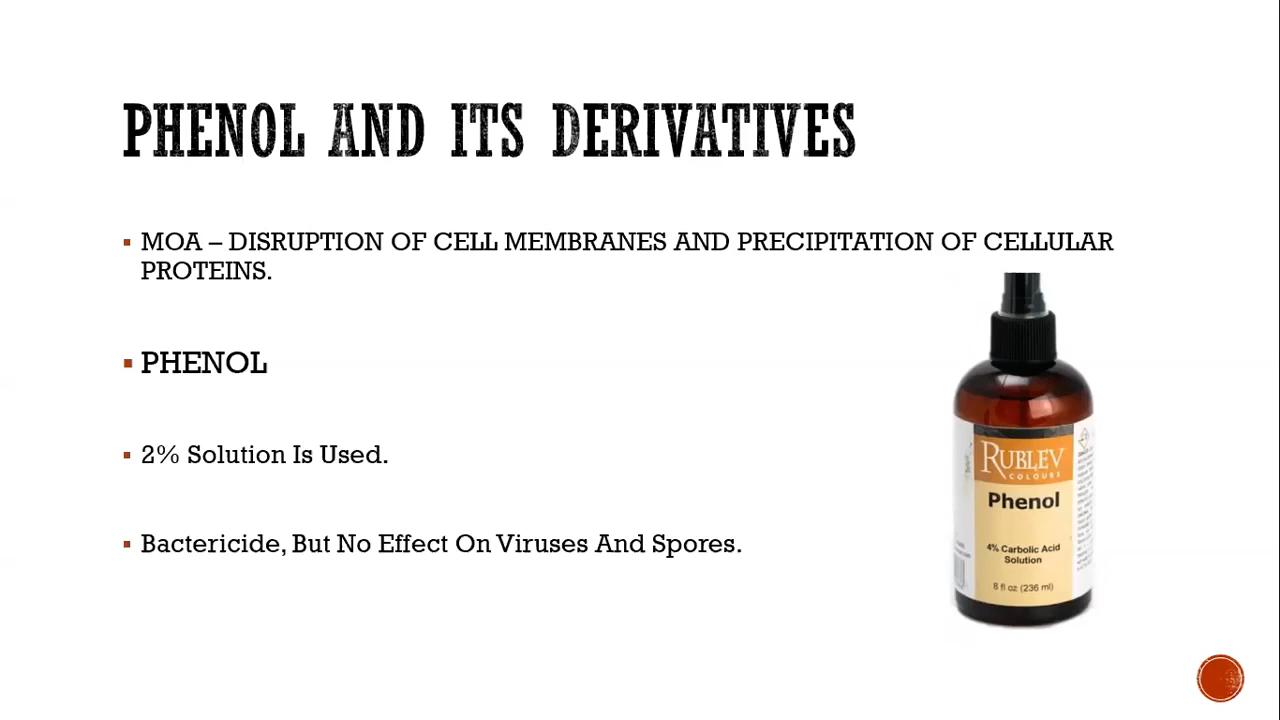 PHENOL AND ITS DERIVATIVES
MOA – DISRUPTION OF CELL MEMBRANES AND PRECIPITATION OF CELLULAR
PROTEINS.
PHENOL
2% Solution Is Used.
Bactericide, But No Effect On Viruses And Spores.
RUBLEV
COLOURS
Phenol
4% Carbolic Acid
Solution
8 fl oz (236 ml)